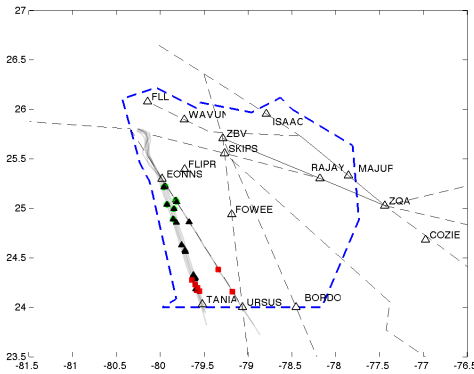 27
26.5
26
25.5
25
24.5
24
23.5
FLL
WAVUN
ISAAC
ZBV
SKIPS
FLIPR
EONNS
RAJAY
MAJUF
ZQA
FOWEE
COZIE
TANIA
URSUS
BORDO
-81.5 -81 -80.5 -80 -79.5 -79 -78.5 -78 -77.5 -77 -76.5